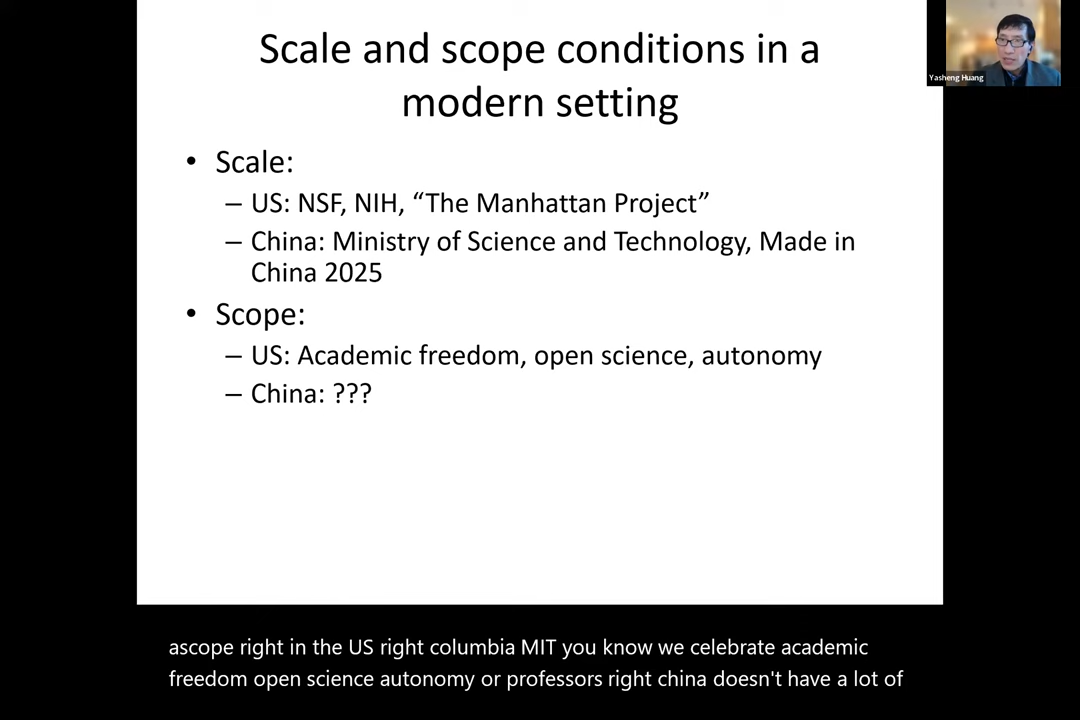 Scale and scope conditions in a
modern setting
Yasheng Huang
• Scale:
– US: NSF, NIH, “The Manhattan Project”
– China: Ministry of Science and Technology, Made in
China 2025
• Scope:
– US: Academic freedom, open science, autonomy
– China: ???
ascope right in the US right columbia MIT you know we celebrate academic
freedom open science autonomy or professors right china doesn't have a lot of